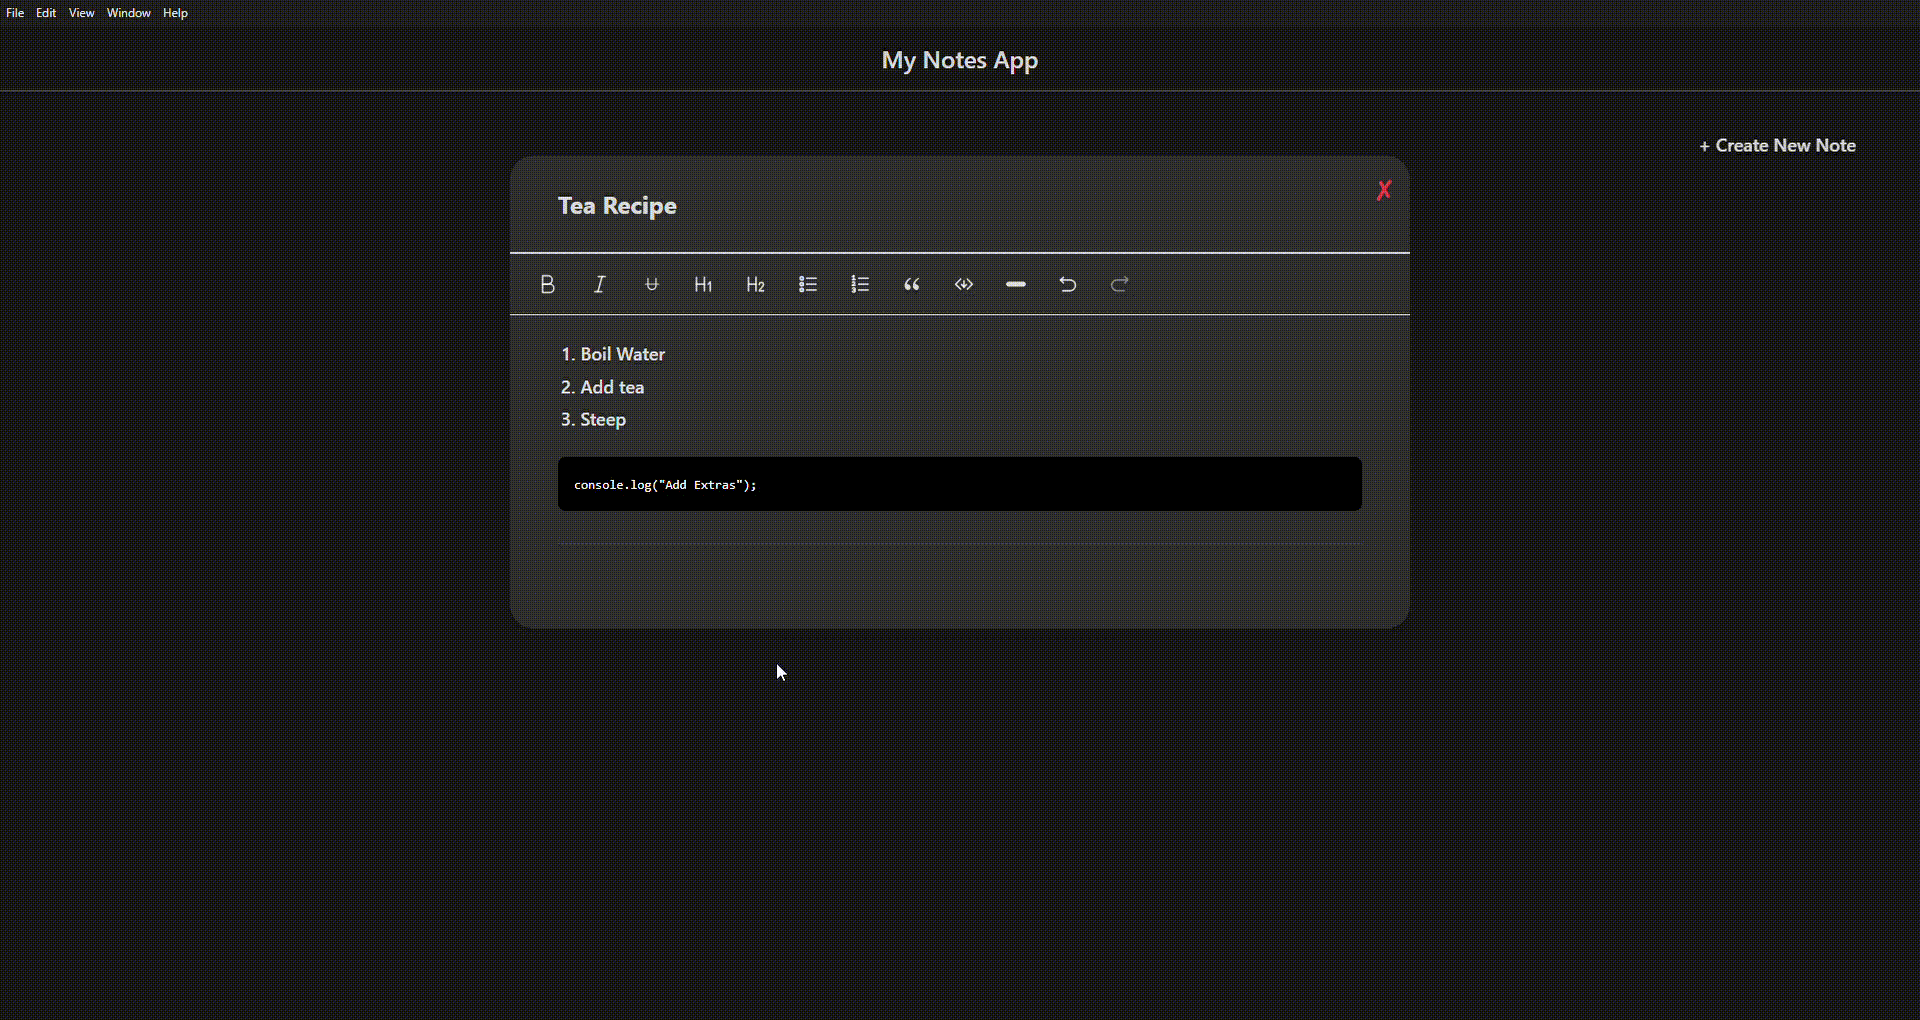 File Edit View Window Help
My Notes App
+ Create New Note
Tea Recipe
✗
B I U H1 H2
1. Boil Water
2. Add tea
3. Steep
console.log("Add Extras");